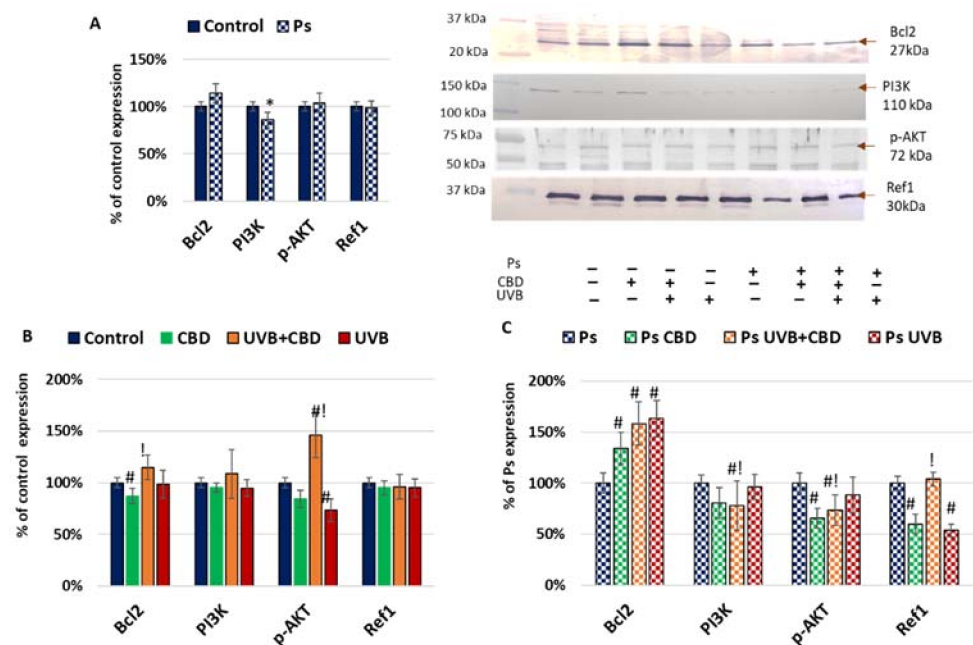 A
Control Ps
150%
100%
50%
0%
% of control expression
*
Bcl2 PI3K p-AKT Ref1
37 kDa
20 kDa
Bcl2
27kDa
150 kDa
100 kDa
PI3K
110 kDa
75 kDa
50 kDa
p-AKT
72 kDa
37 kDa
Ref1
30kDa
Ps – – – – + + + +
CBD – + + – – + + –
UVB – – + + – – + +
B
Control CBD UVB+CBD UVB
200%
150%
100%
50%
0%
% of control expression
# ! #! #
Bcl2 PI3K p-AKT Ref1
C
Ps Ps CBD Ps UVB+CBD Ps UVB
200%
150%
100%
50%
0%
% of Ps expression
# # # #! # #! # ! #
Bcl2 PI3K p-AKT Ref1